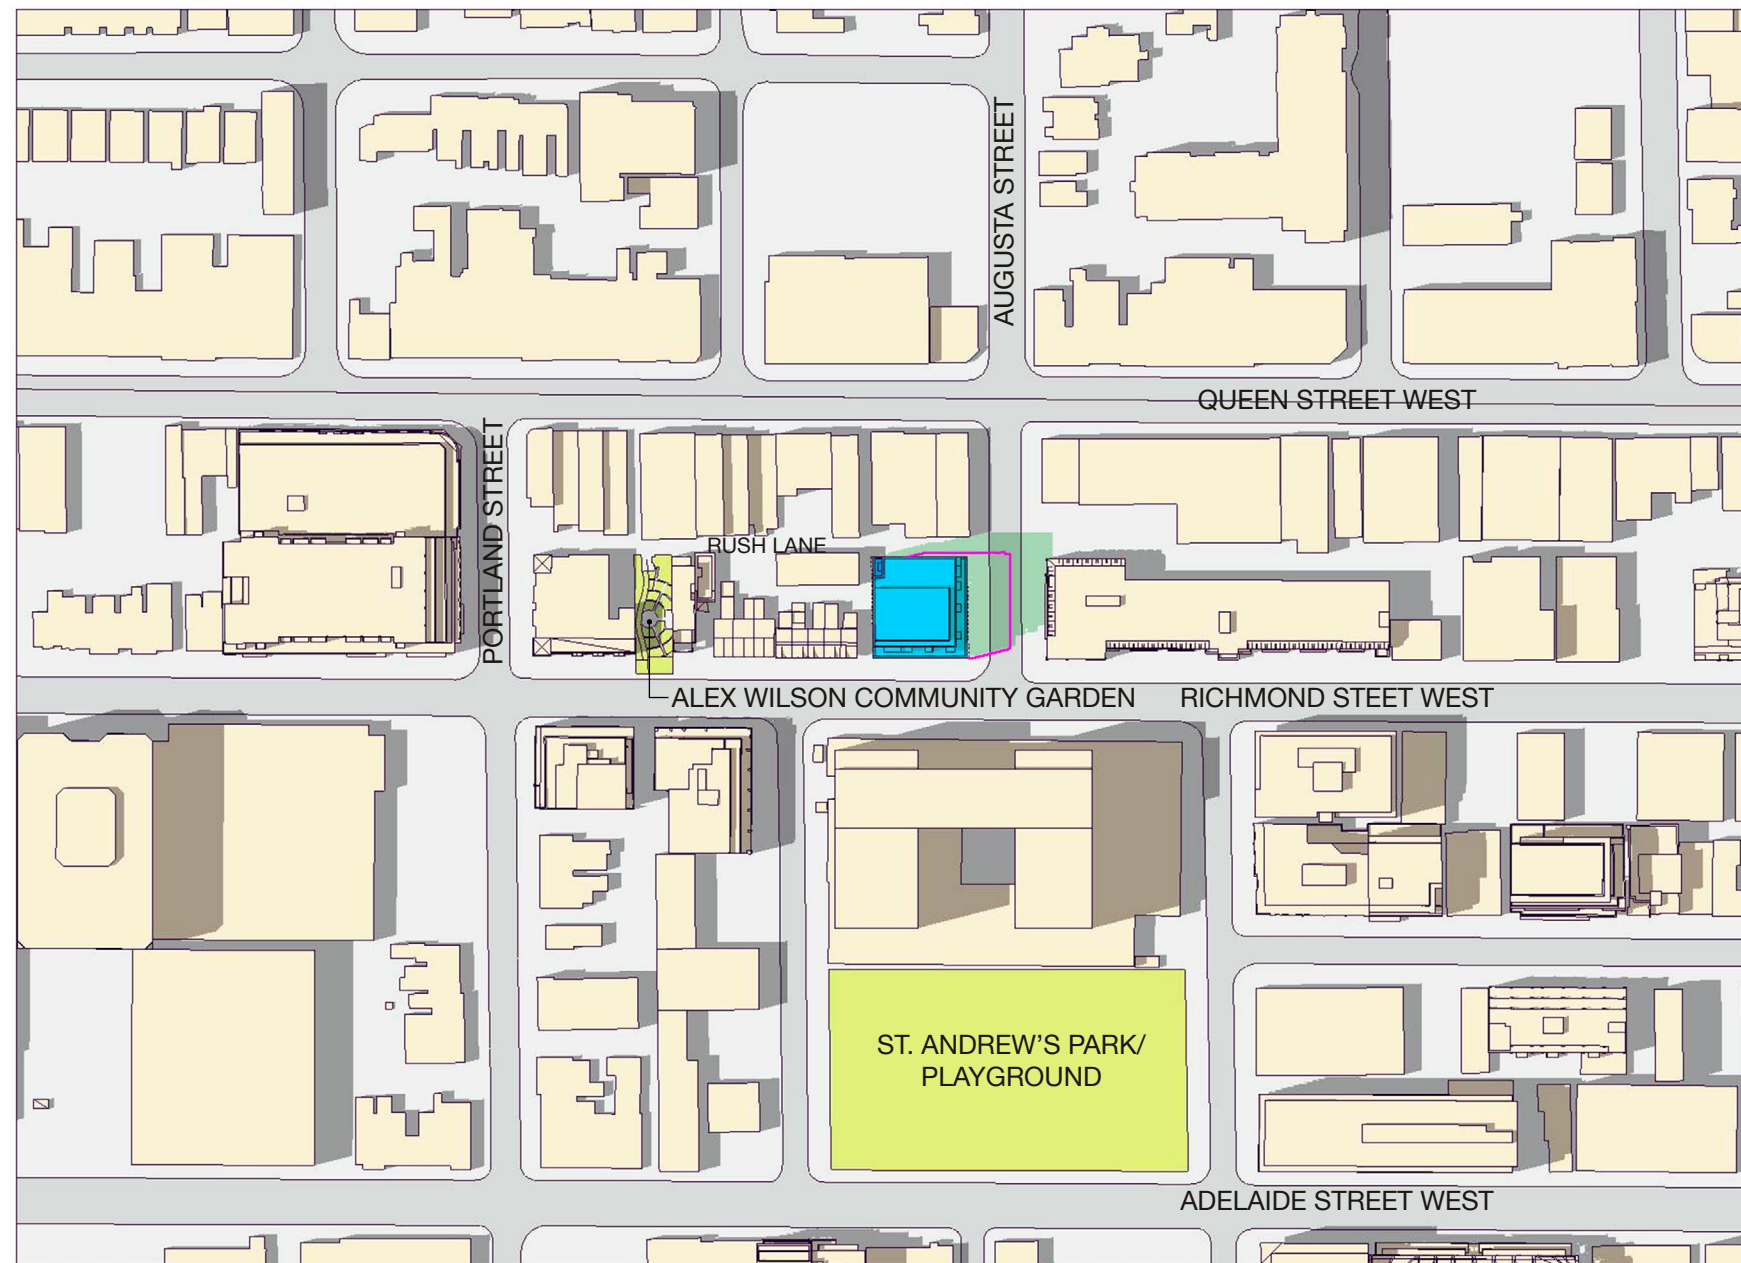 AUGUSTA STREET
QUEEN STREET WEST
PORTLAND STREET
RUSH LANE
ALEX WILSON COMMUNITY GARDEN
RICHMOND STEET WEST
ST. ANDREW'S PARK/
PLAYGROUND
ADELAIDE STREET WEST